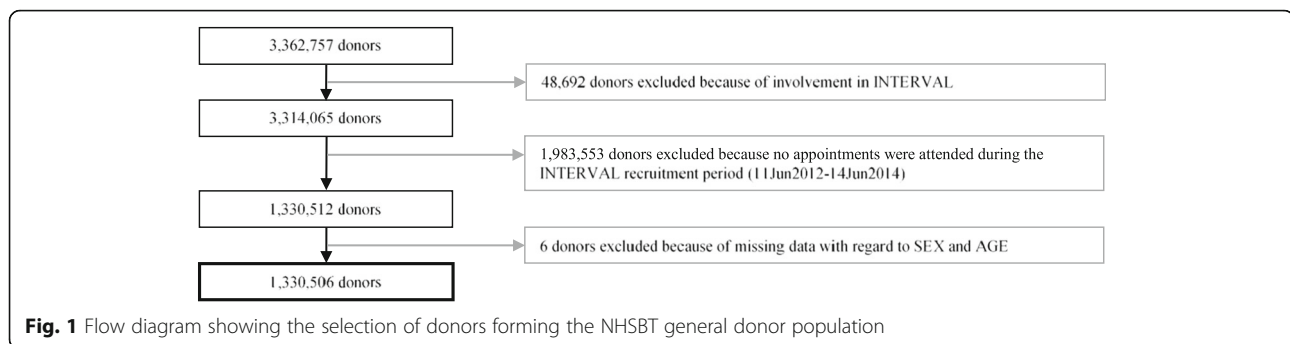 3,362,757 donors
48,692 donors excluded because of involvement in INTERVAL
3,314,065 donors
1,983,553 donors excluded because no appointments were attended during the
INTERVAL recruitment period (11Jun2012-14Jun2014)
1,330,512 donors
6 donors excluded because of missing data with regard to SEX and AGE
1,330,506 donors
Fig. 1 Flow diagram showing the selection of donors forming the NHSBT general donor population